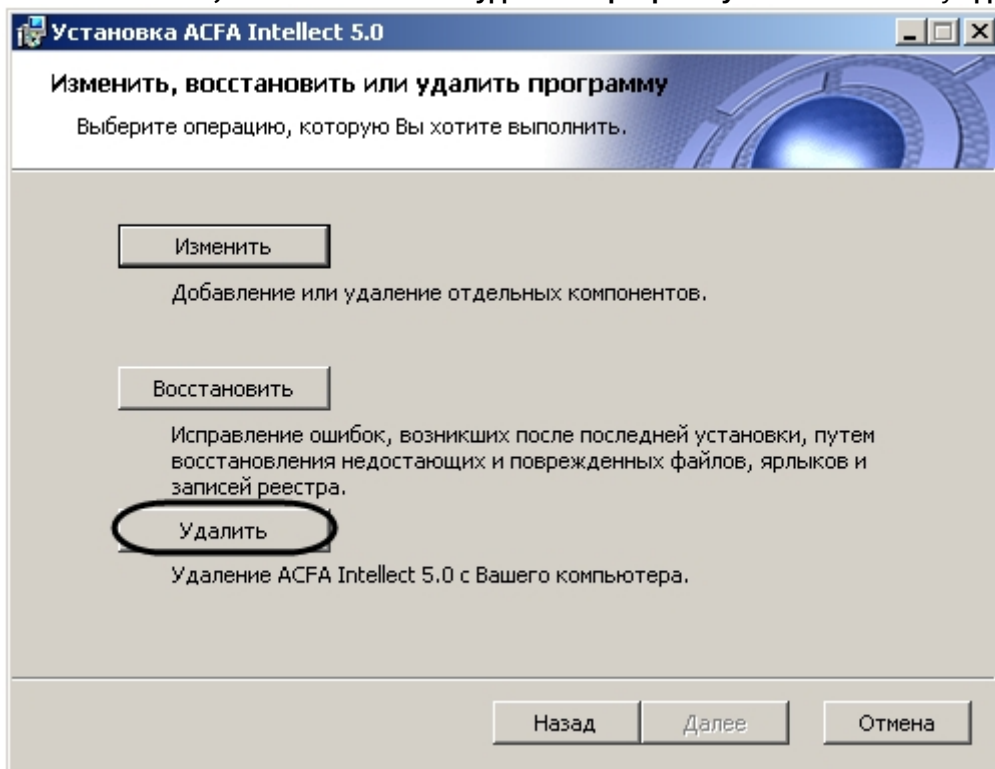 Установка ACFA Intellect 5.0
Изменить, восстановить или удалить программу
Выберите операцию, которую Вы хотите выполнить.
Изменить
Добавление или удаление отдельных компонентов.
Восстановить
Исправление ошибок, возникших после последней установки, путем
восстановления недостающих и поврежденных файлов, ярлыков и
записей реестра.
Удалить
Удаление ACFA Intellect 5.0 с Вашего компьютера.
Назад
Далее
Отмена